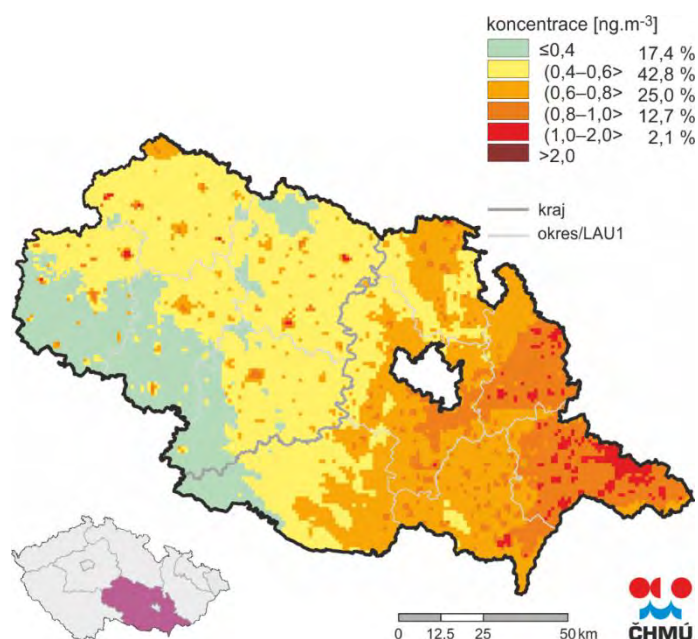 koncentrace [ng.m-3]
≤0,4 17,4 %
(0,4–0,6> 42,8 %
(0,6–0,8> 25,0 %
(0,8–1,0> 12,7 %
(1,0–2,0> 2,1 %
>2,0
kraj
okres/LAU1
0 12.5 25 50 km
ČHMÚ